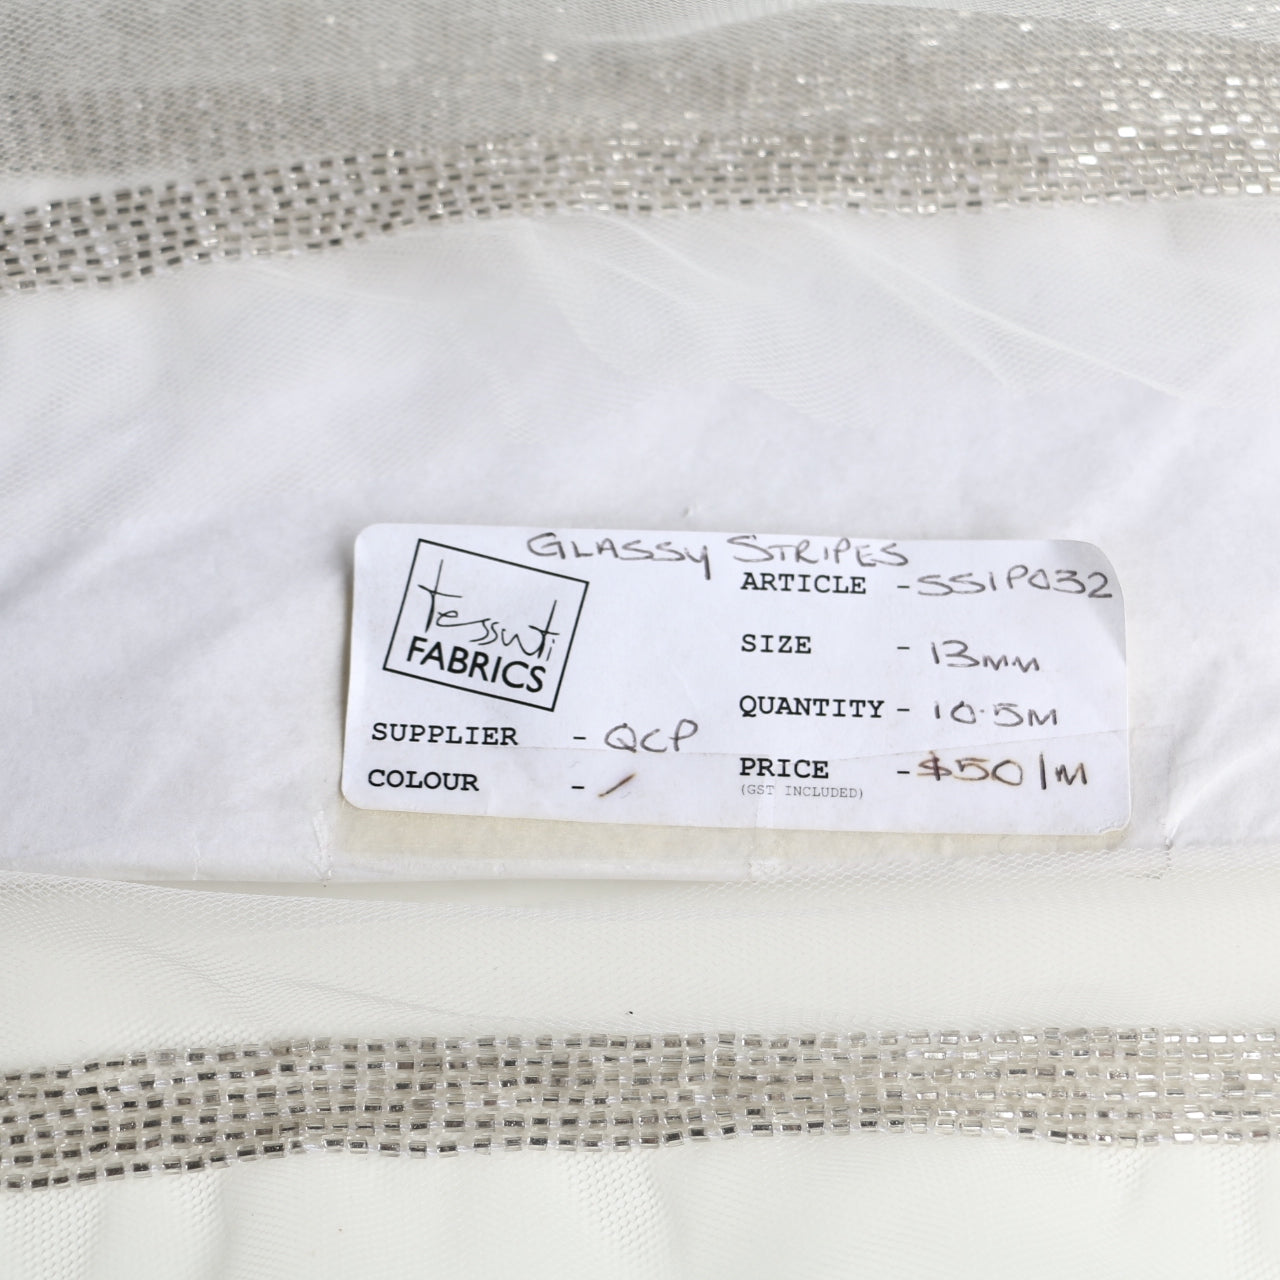 GLASSY STRIPES
tessuti
FABRICS
ARTICLE - SS1P032
SIZE - 13MM
QUANTITY - 10.5M
SUPPLIER - QCP
PRICE - $50/M
(GST INCLUDED)
COLOUR - /